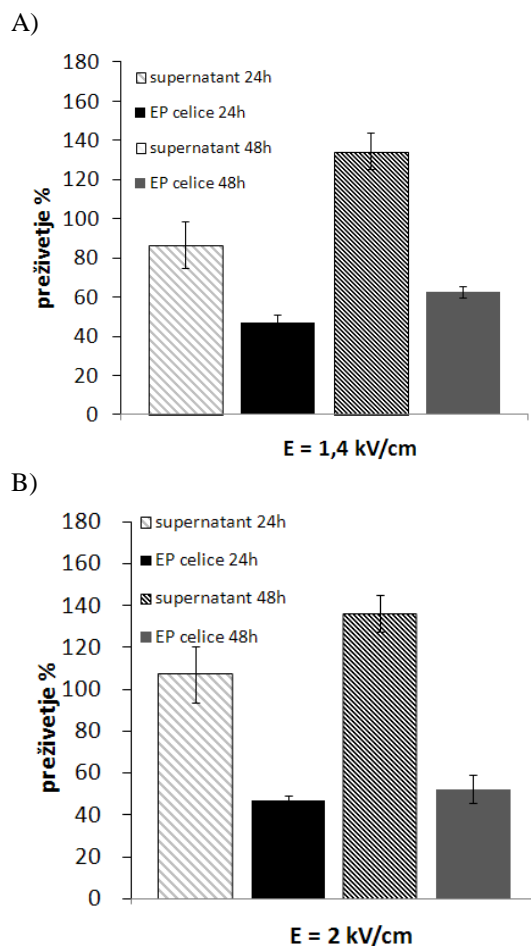 A)
180
160
140
120
100
80
60
40
20
0
preživetje %
supernatant 24h
EP celice 24h
supernatant 48h
EP celice 48h
E = 1,4 kV/cm
B)
180
160
140
120
100
80
60
40
20
0
preživetje %
supernatant 24h
EP celice 24h
supernatant 48h
EP celice 48h
E = 2 kV/cm